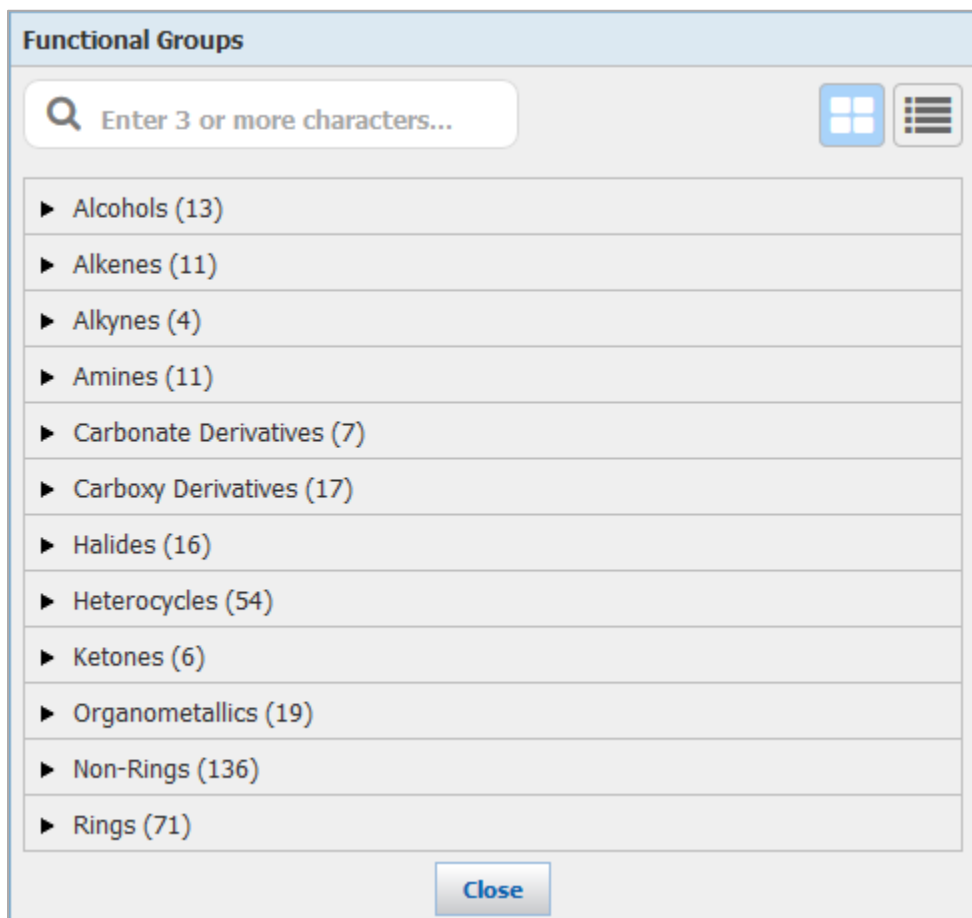 Functional Groups
Enter 3 or more characters...
Alcohols (13)
Alkenes (11)
Alkynes (4)
Amines (11)
Carbonate Derivatives (7)
Carboxy Derivatives (17)
Halides (16)
Heterocycles (54)
Ketones (6)
Organometallics (19)
Non-Rings (136)
Rings (71)
Close